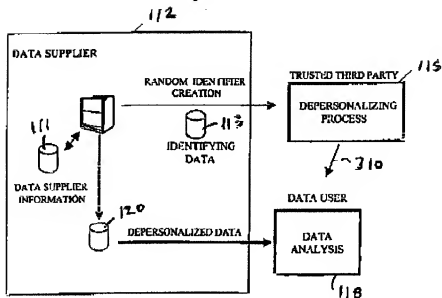 112
DATA SUPPLIER
RANDOM IDENTIFIER
CREATION
TRUSTED THIRD PARTY
115
DEPERSONALIZING
PROCESS
111
113
IDENTIFYING
DATA
310
DATA SUPPLIER
INFORMATION
120
DATA USER
DEPERSONALIZED DATA
DATA
ANALYSIS
118